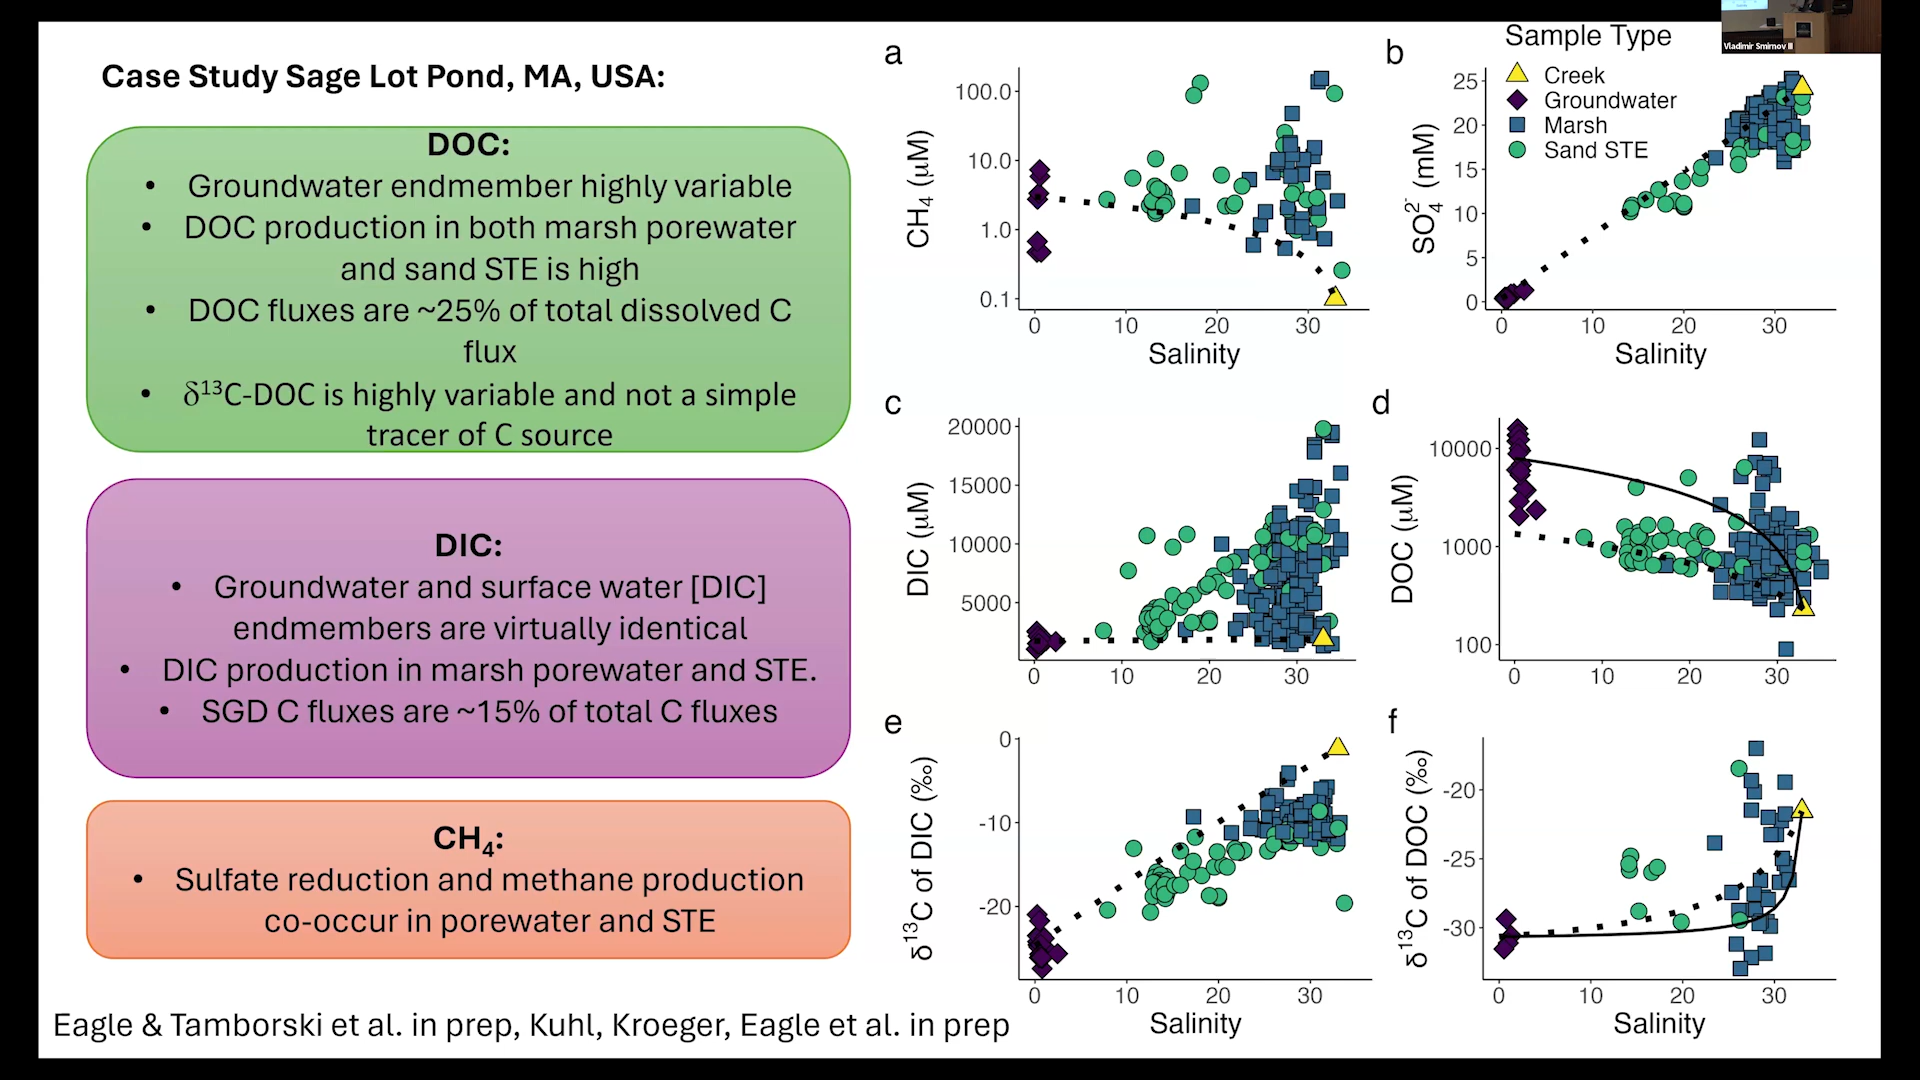 Case Study Sage Lot Pond, MA, USA:
DOC:
• Groundwater endmember highly variable
• DOC production in both marsh porewater
and sand STE is high
• DOC fluxes are ~25% of total dissolved C
flux
• δ¹³C-DOC is highly variable and not a simple
tracer of C source
DIC:
• Groundwater and surface water [DIC]
endmembers are virtually identical
• DIC production in marsh porewater and STE.
• SGD C fluxes are ~15% of total C fluxes
CH₄:
• Sulfate reduction and methane production
co-occur in porewater and STE
Eagle & Tamborski et al. in prep, Kuhl, Kroeger, Eagle et al. in prep
Vladimir Smirnov II
Sample Type
Creek
Groundwater
Marsh
Sand STE
a
CH₄ (μM)
100.0
10.0
1.0
0.1
0 10 20 30
Salinity
b
SO₄²⁻ (mM)
25
20
15
10
5
0
0 10 20 30
Salinity
c
DIC (μM)
20000
15000
10000
5000
0 10 20 30
d
DOC (μM)
10000
1000
100
0 10 20 30
e
δ¹³C of DIC (‰)
0
-10
-20
0 10 20 30
Salinity
f
δ¹³C of DOC (‰)
-20
-25
-30
0 10 20 30
Salinity